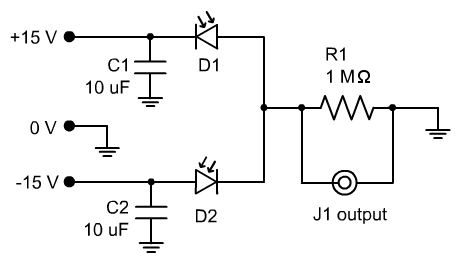 +15 V
C1
10 uF
D1
R1
1 MΩ
0 V
-15 V
C2
10 uF
D2
J1 output